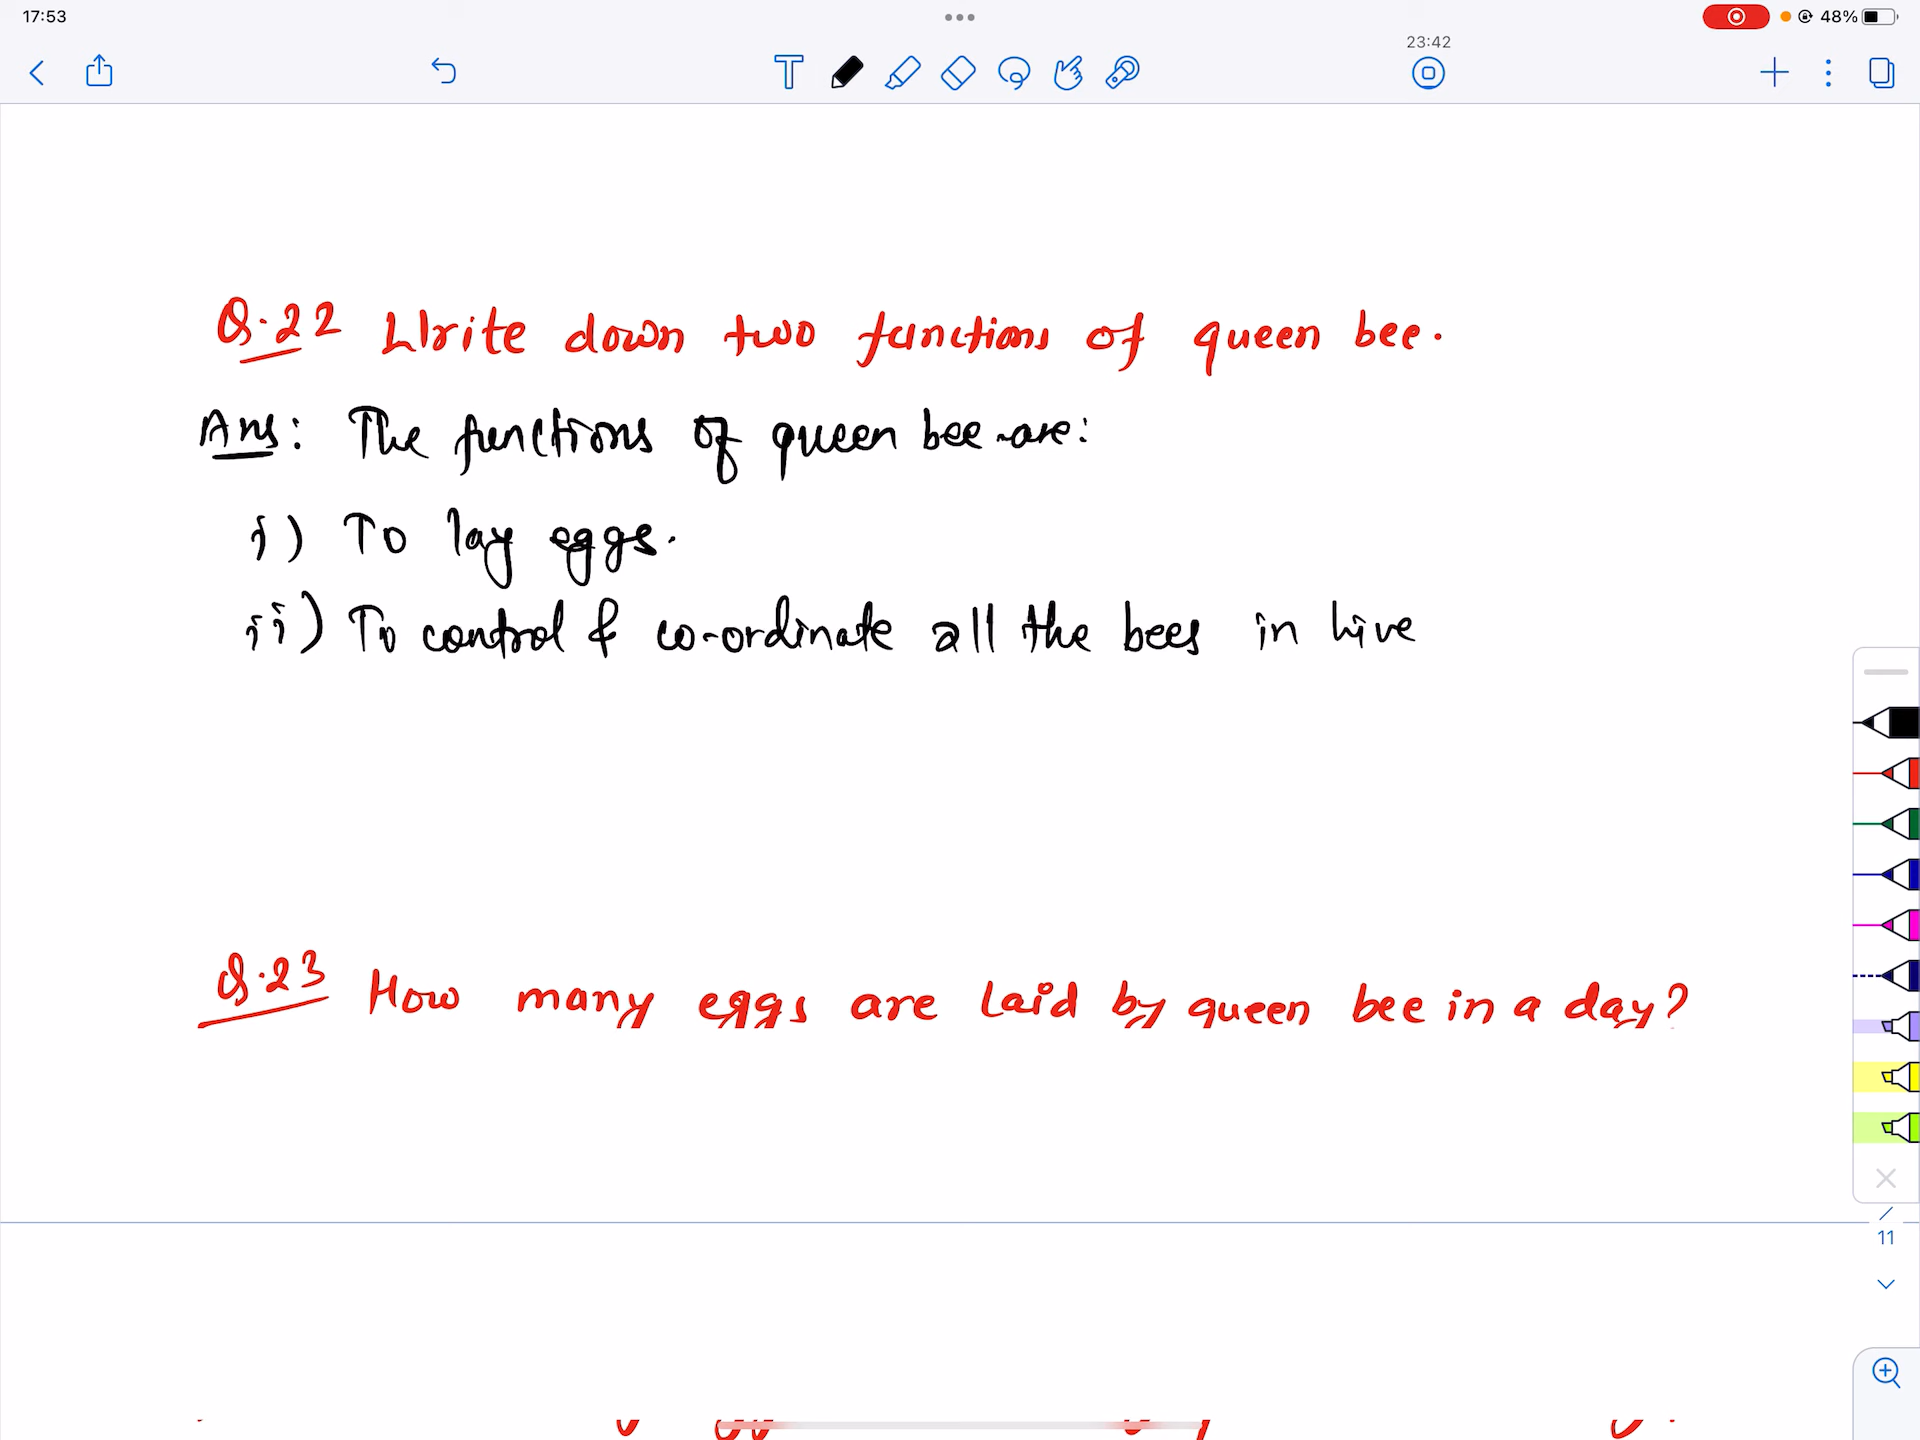 17:53
48%
23:42
Q.22 Write down two functions of queen bee.
Ans: The functions of queen bee are:
i) To lay eggs.
ii) To control & co-ordinate all the bees in hive
Q.23 How many eggs are laid by queen bee in a day?
11